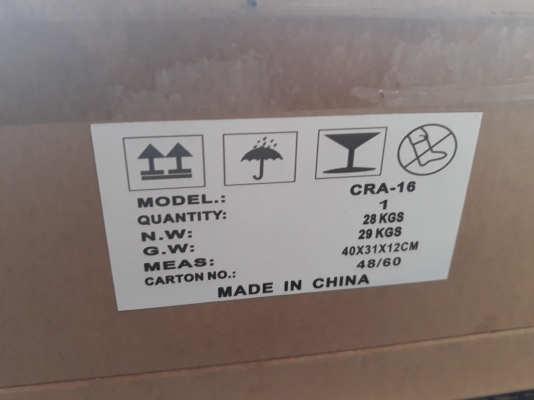 MODEL.: CRA-16
QUANTITY: 1
N.W: 28 KGS
G.W: 29 KGS
MEAS: 40X31X12CM
CARTON NO.: 48/60
MADE IN CHINA